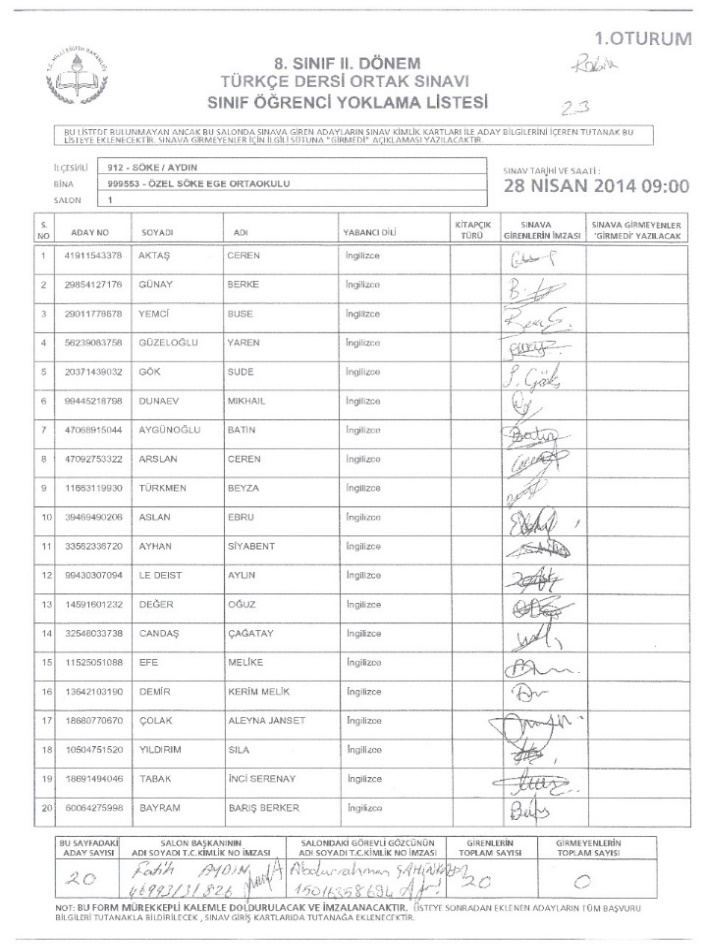 1.OTURUM
T.C. MİLLİ EĞİTİM BAKANLIĞI
8. SINIF II. DÖNEM
TÜRKÇE DERSİ ORTAK SINAVI
SINIF ÖĞRENCİ YOKLAMA LİSTESİ
23
BU LİSTEDE BULUNMAYAN ANCAK BU SALONDA SINAVA GİREN ADAYLARIN SINAV KİMLİK KARTLARI İLE ADAY BİLGİLERİNİ İÇEREN TUTANAK BU
LİSTEYE EKLENECEKTİR. SINAVA GİRMEYENLER İÇİN İLGİLİ SÜTUNA "GİRMEDİ" AÇIKLAMASI YAZILACAKTIR.
İLÇESİ/İLİ 912 - SÖKE / AYDIN
BİNA 999553 - ÖZEL SÖKE EGE ORTAOKULU
SALON 1
SINAV TARİHİ VE SAATİ :
28 NİSAN 2014 09:00
S. NO ADAY NO SOYADI ADI YABANCI DİLİ KİTAPÇIK TÜRÜ SINAVA GİRENLERİN İMZASI SINAVA GİRMEYENLER 'GİRMEDİ' YAZILACAK
1 41911543378 AKTAŞ CEREN İngilizce
2 29854127176 GÜNAY BERKE İngilizce
3 29011778678 YEMCİ BUSE İngilizce
4 56239083758 GÜZELOĞLU YAREN İngilizce
5 20371439032 GÖK SUDE İngilizce S. Gök
6 99445218798 DUNAEV MIKHAIL İngilizce
7 47068915044 AYGÜNOĞLU BATIN İngilizce Batın
8 47092753322 ARSLAN CEREN İngilizce
9 11663119930 TÜRKMEN BEYZA İngilizce
10 39469490206 ASLAN EBRU İngilizce
11 33562336720 AYHAN SİYABENT İngilizce
12 99430307094 LE DEIST AYLIN İngilizce
13 14591601232 DEĞER OĞUZ İngilizce
14 32548033738 CANDAŞ ÇAĞATAY İngilizce
15 11525051088 EFE MELİKE İngilizce
16 13642103190 DEMİR KERİM MELİK İngilizce
17 18680770670 ÇOLAK ALEYNA JANSET İngilizce
18 10504751520 YILDIRIM SILA İngilizce
19 18691494046 TABAK İNCİ SERENAY İngilizce
20 60064275998 BAYRAM BARIŞ BERKER İngilizce
BU SAYFADAKİ ADAY SAYISI SALON BAŞKANININ ADI SOYADI T.C.KİMLİK NO İMZASI SALONDAKİ GÖREVLİ GÖZCÜNÜN ADI SOYADI T.C.KİMLİK NO İMZASI GİRENLERİN TOPLAM SAYISI GİRMEYENLERİN TOPLAM SAYISI
20 Fatih AYDIN Abdurrahman 20 0
NOT: BU FORM MÜREKKEPLİ KALEMLE DOLDURULACAK VE İMZALANACAKTIR. LİSTEYE SONRADAN EKLENEN ADAYLARIN TÜM BAŞVURU
BİLGİLERİ TUTANAKLA BİLDİRİLECEK , SINAV GİRİŞ KARTLARIDA TUTANAĞA EKLENECEKTİR.